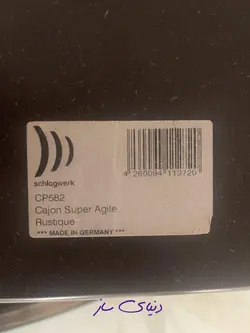 schlagwerk
CP582
Cajon Super Agile
Rustique
*** MADE IN GERMANY ***
4 260094 112720
دنیای ساز